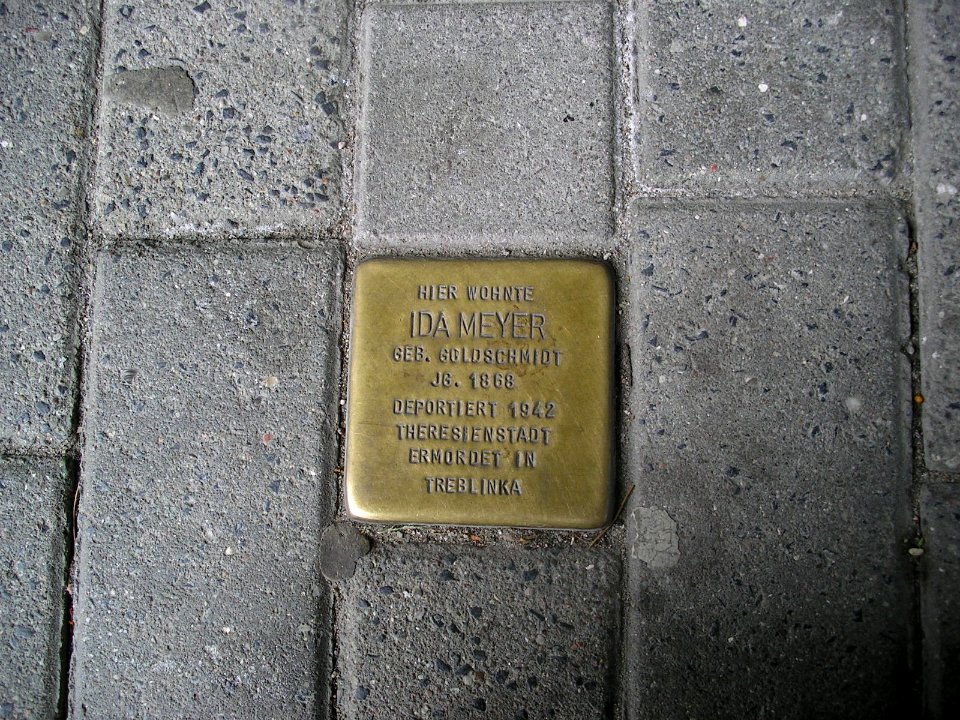 HIER WOHNTE
IDA MEYER
GEB. GOLDSCHMIDT
JG. 1868
DEPORTIERT 1942
THERESIENSTADT
ERMORDET IN
TREBLINKA